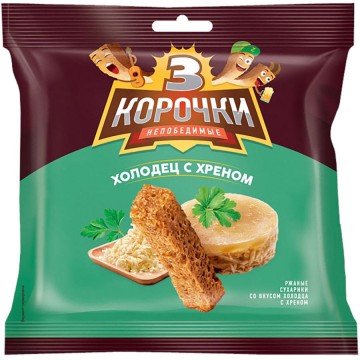 3
КОРОЧКИ
НЕПОБЕДИМЫЕ
ХОЛОДЕЦ С ХРЕНОМ
РЖАНЫЕ
СУХАРИКИ
СО ВКУСОМ ХОЛОДЦА
С ХРЕНОМ